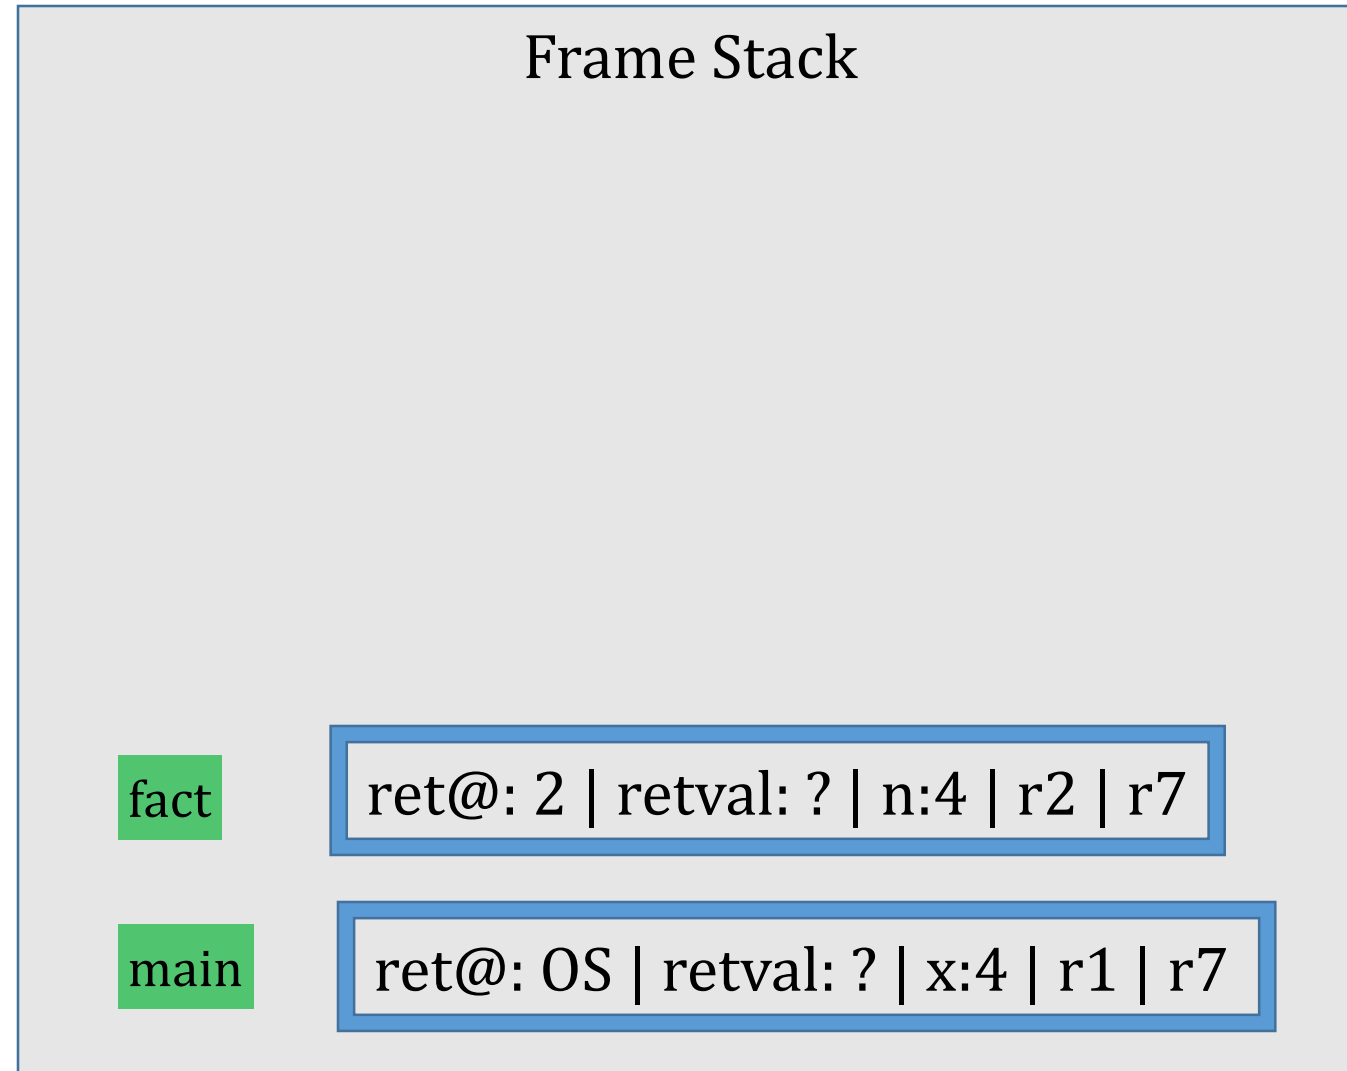 Frame Stack
fact
ret@: 2 | retval: ? | n:4 | r2 | r7
main
ret@: OS | retval: ? | x:4 | r1 | r7